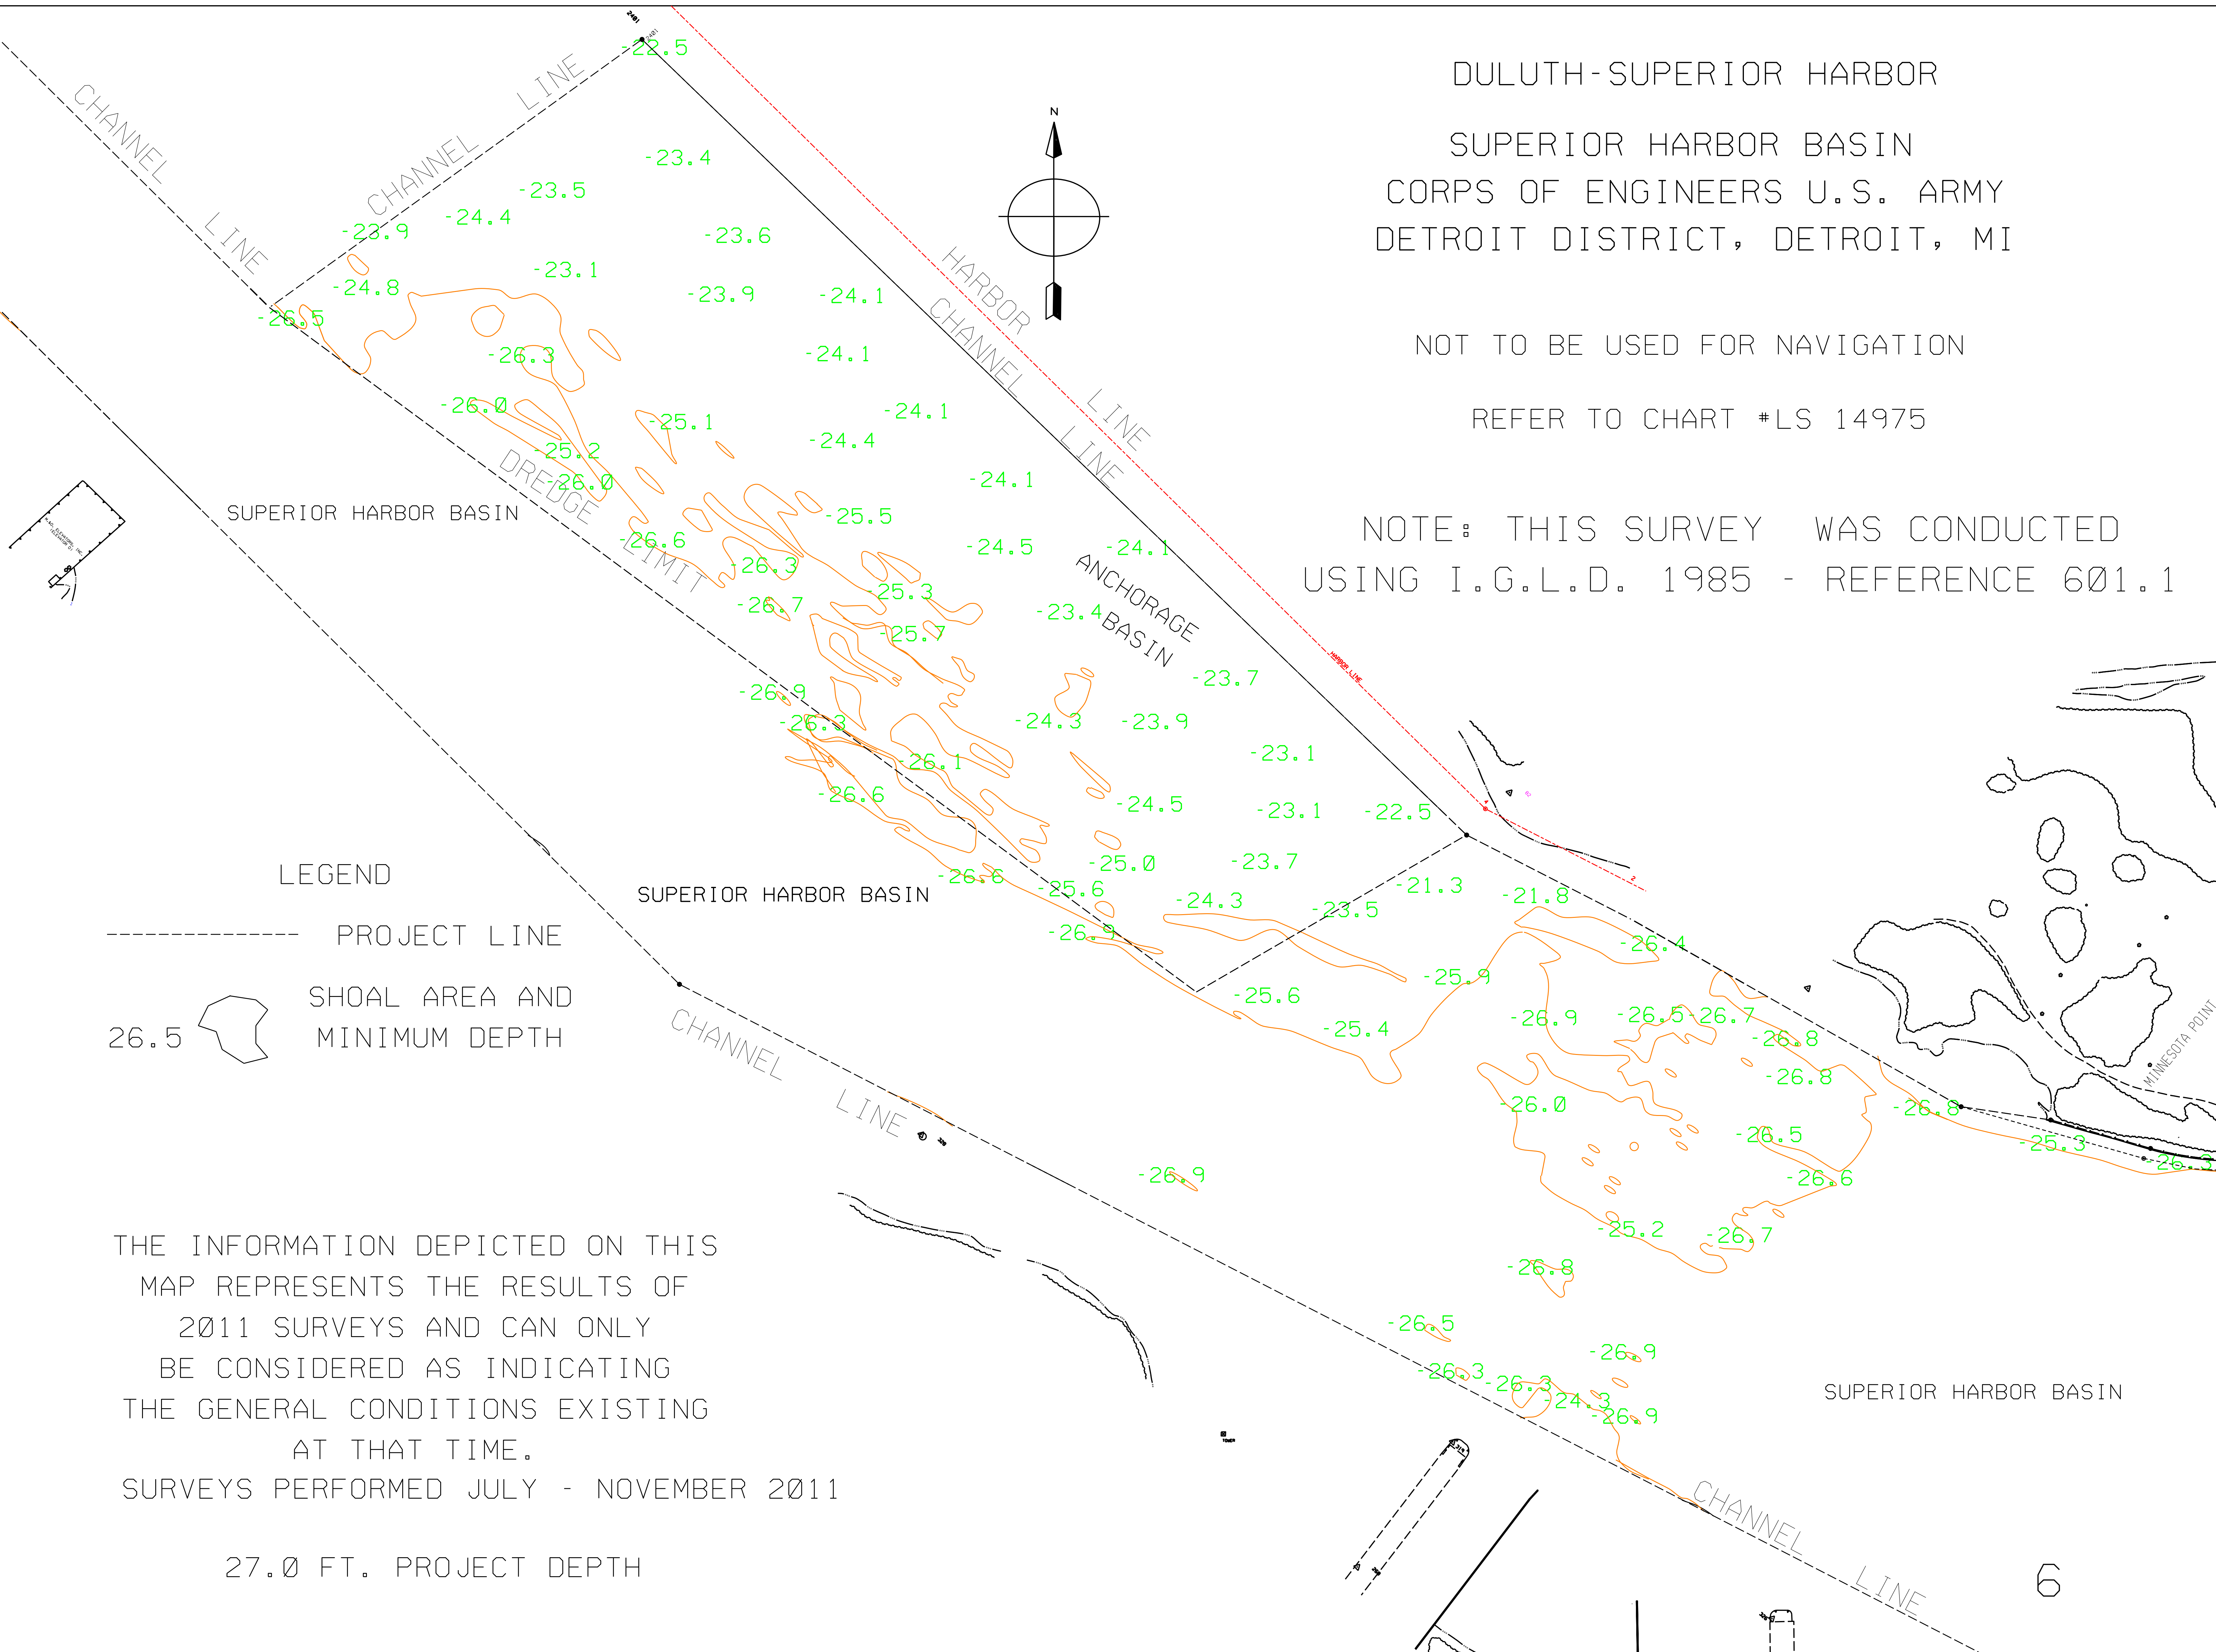 DULUTH-SUPERIOR HARBOR
SUPERIOR HARBOR BASIN
CORPS OF ENGINEERS U.S. ARMY
DETROIT DISTRICT, DETROIT, MI
NOT TO BE USED FOR NAVIGATION
REFER TO CHART #LS 14975
NOTE: THIS SURVEY WAS CONDUCTED
USING I.G.L.D. 1985 - REFERENCE 601.1
N
2401
2401
CHANNEL LINE
CHANNEL LINE
HARBOR LINE
CHANNEL LINE
DREDGE LIMIT
ANCHORAGE
BASIN
HARBOR LINE
4
2
SUPERIOR HARBOR BASIN
SUPERIOR HARBOR BASIN
SUPERIOR HARBOR BASIN
MINNESOTA POINT
CHANNEL LINE
CHANNEL LINE
TOWER
-22.5
-23.4
-23.5
-24.4
-23.9
-23.6
-23.1
-24.8
-23.9
-24.1
-26.5
-26.3
-24.1
-26.0
-25.1
-24.1
-24.4
-25.2
-26.0
-24.1
-25.5
-26.6
-24.5
-24.1
-26.3
-25.3
-26.7
-23.4
-25.7
-23.7
-26.9
-26.3
-24.3
-23.9
-26.1
-23.1
-26.6
-24.5
-23.1
-22.5
-25.0
-23.7
-26.6
-25.6
-24.3
-21.3
-21.8
-23.5
-26.9
-26.4
-25.9
-25.6
-25.4
-26.9
-26.5
-26.7
-26.8
-26.8
-26.0
-26.8
-26.5
-25.3
-26.3
-26.9
-26.6
-25.2
-26.7
-26.8
-26.5
-26.9
-26.3
-26.3
-24.3
-26.9
LEGEND
PROJECT LINE
26.5 SHOAL AREA AND
MINIMUM DEPTH
THE INFORMATION DEPICTED ON THIS
MAP REPRESENTS THE RESULTS OF
2011 SURVEYS AND CAN ONLY
BE CONSIDERED AS INDICATING
THE GENERAL CONDITIONS EXISTING
AT THAT TIME.
SURVEYS PERFORMED JULY - NOVEMBER 2011
27.0 FT. PROJECT DEPTH
6